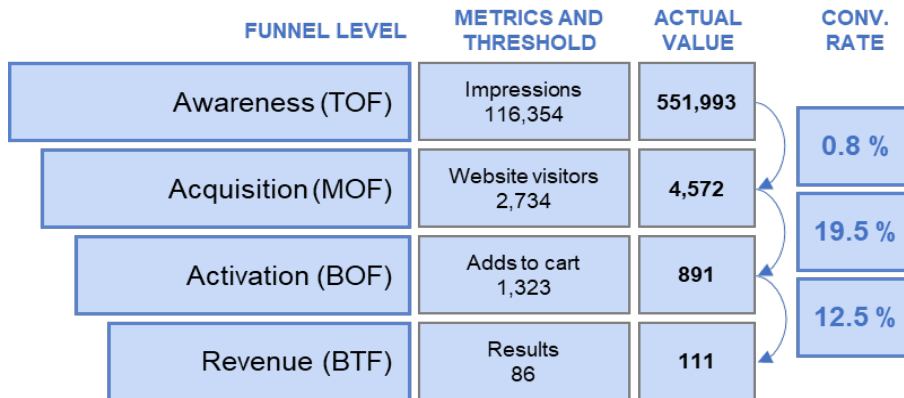 FUNNEL LEVEL
METRICS AND
THRESHOLD
ACTUAL
VALUE
CONV.
RATE
Awareness (TOF)
Impressions
116,354
551,993
0.8 %
Acquisition (MOF)
Website visitors
2,734
4,572
19.5 %
Activation (BOF)
Adds to cart
1,323
891
12.5 %
Revenue (BTF)
Results
86
111